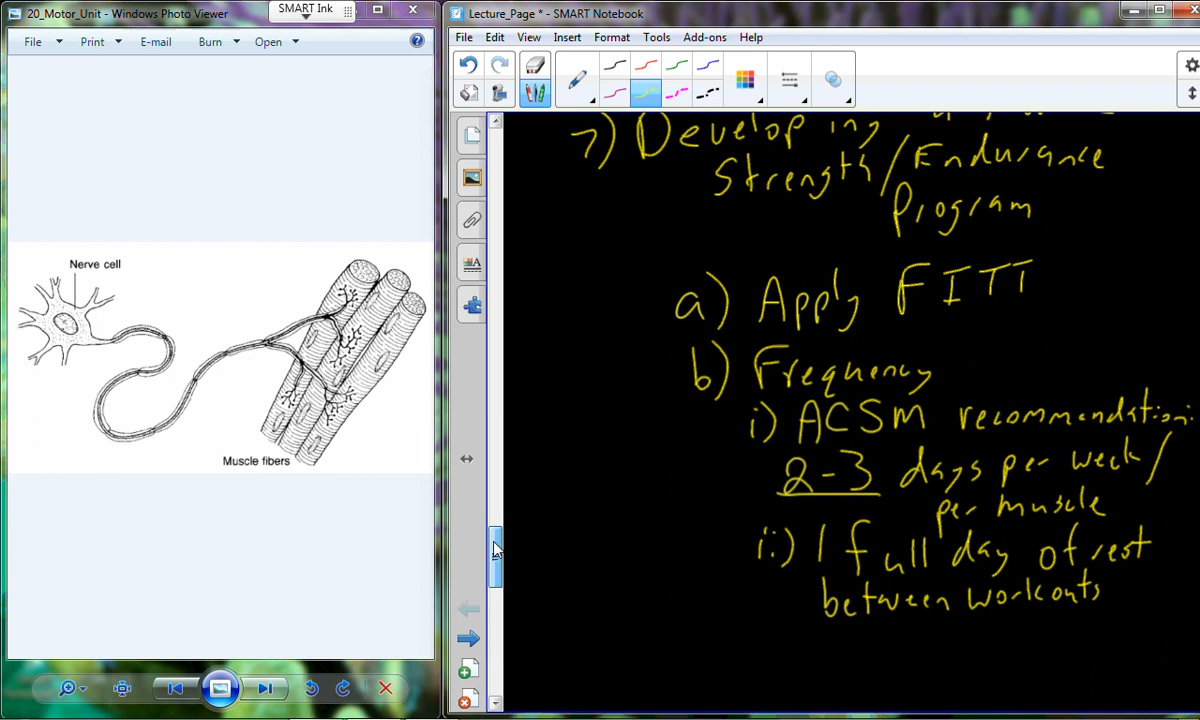 20_Motor_Unit - Windows Photo Viewer
SMART Ink
File Print E-mail Burn Open
Nerve cell
Muscle fibers
Lecture_Page * - SMART Notebook
File Edit View Insert Format Tools Add-ons Help
7) Developing
Strength/Endurance
Program
a) Apply FITT
b) Frequency
i) ACSM recommendation:
2-3 days per week/
per muscle
ii) 1 full day of rest
between workouts